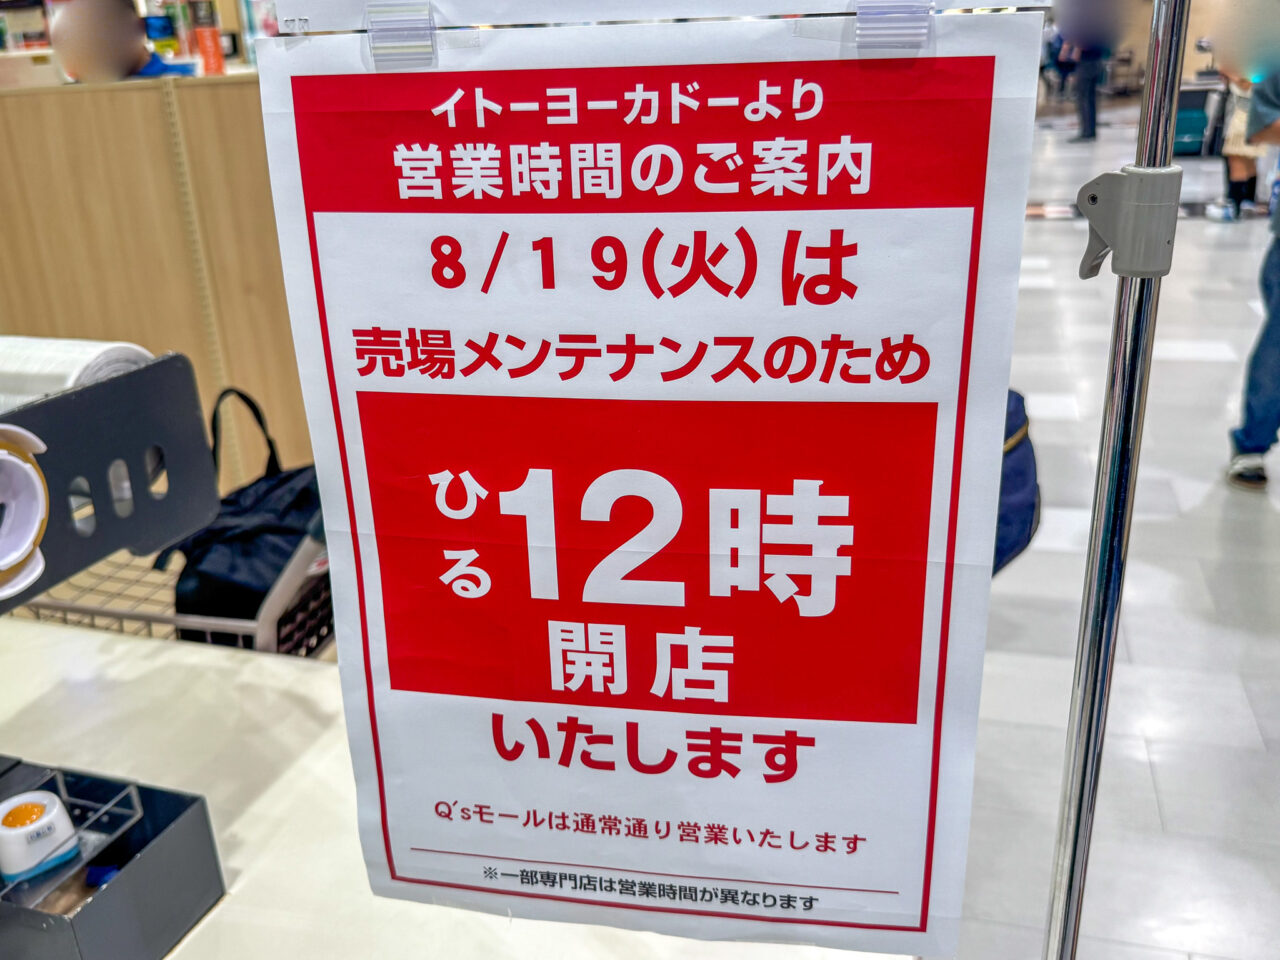 イトーヨーカドーより
営業時間のご案内
8/19(火)は
売場メンテナンスのため
ひる12時
開店
いたします
Q'sモールは通常通り営業いたします
※一部専門店は営業時間が異なります